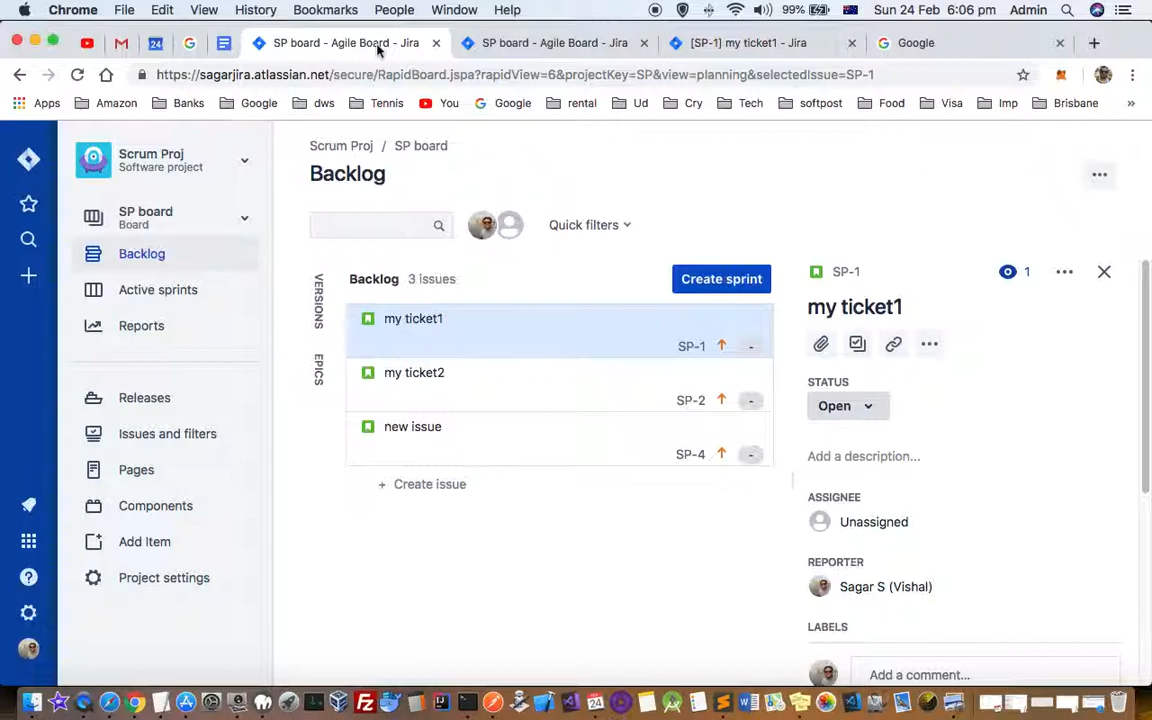 Chrome File Edit View History Bookmarks People Window Help 99% Sun 24 Feb 6:06 pm Admin
SP board - Agile Board - Jira SP board - Agile Board - Jira [SP-1] my ticket1 - Jira Google
https://sagarjira.atlassian.net/secure/RapidBoard.jspa?rapidView=6&projectKey=SP&view=planning&selectedIssue=SP-1
Apps Amazon Banks Google dws Tennis You Google rental Ud Cry Tech softpost Food Visa Imp Brisbane »
Scrum Proj
Software project
SP board
Board
Backlog
Active sprints
Reports
Releases
Issues and filters
Pages
Components
Add Item
Project settings
Scrum Proj / SP board
Backlog
Quick filters
VERSIONS
EPICS
Backlog 3 issues Create sprint
my ticket1
SP-1 -
my ticket2
SP-2 -
new issue
SP-4 -
+ Create issue
SP-1 1
my ticket1
STATUS
Open
Add a description...
ASSIGNEE
Unassigned
REPORTER
Sagar S (Vishal)
LABELS
Add a comment...